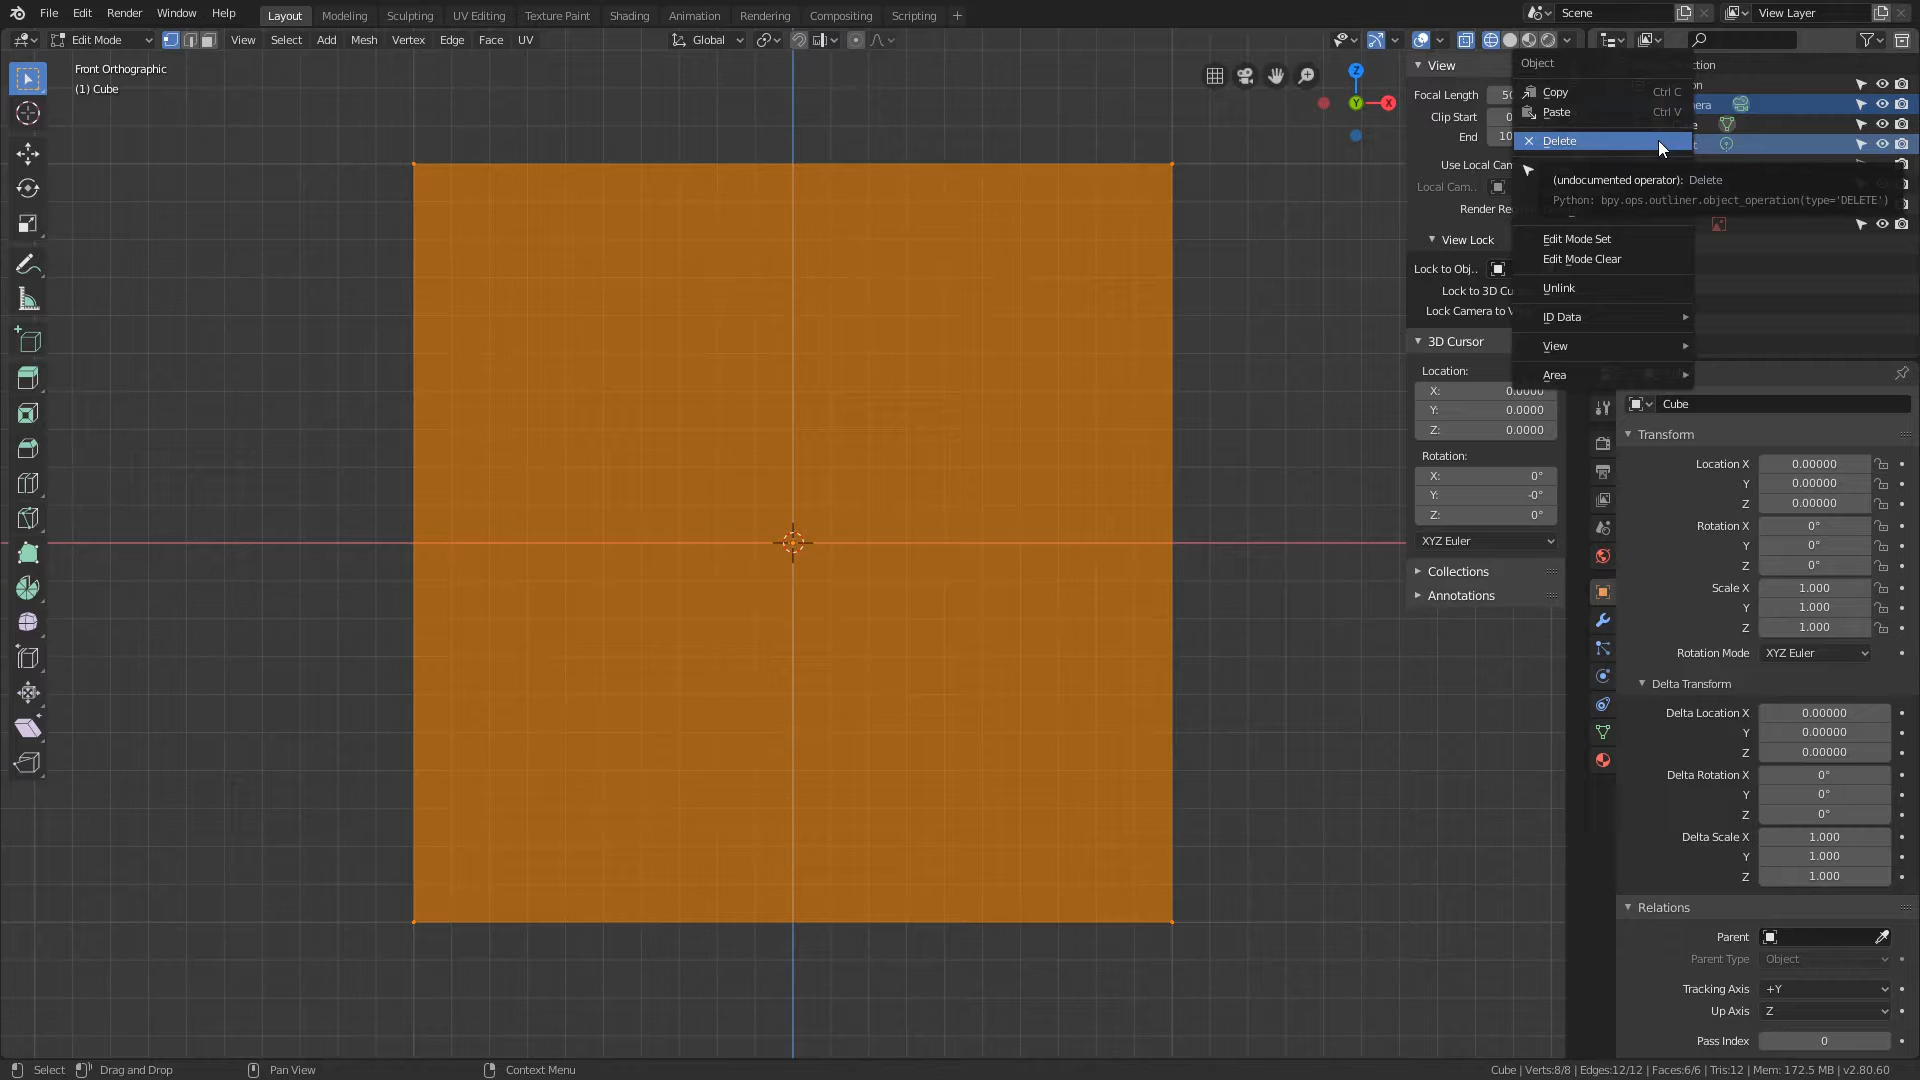 File Edit Render Window Help
Layout Modeling Sculpting UV Editing Texture Paint Shading Animation Rendering Compositing Scripting +
Scene
View Layer
Edit Mode
View Select Add Mesh Vertex Edge Face UV
Global
Front Orthographic
(1) Cube
Z
Y
X
View
Focal Length
Clip Start
End
Use Local Cam
Local Cam..
Render Re
View Lock
Lock to Obj..
Lock to 3D Cu
Lock Camera to V
3D Cursor
Location:
X: 0.0000
Y: 0.0000
Z: 0.0000
Rotation:
X: 0°
Y: -0°
Z: 0°
XYZ Euler
Collections
Annotations
Object
Copy Ctrl C
Paste Ctrl V
Delete
(undocumented operator): Delete
Python: bpy.ops.outliner.object_operation(type='DELETE')
Edit Mode Set
Edit Mode Clear
Unlink
ID Data
View
Area
Cube
Transform
Location X 0.00000
Y 0.00000
Z 0.00000
Rotation X 0°
Y 0°
Z 0°
Scale X 1.000
Y 1.000
Z 1.000
Rotation Mode XYZ Euler
Delta Transform
Delta Location X 0.00000
Y 0.00000
Z 0.00000
Delta Rotation X 0°
Y 0°
Z 0°
Delta Scale X 1.000
Y 1.000
Z 1.000
Relations
Parent
Parent Type Object
Tracking Axis +Y
Up Axis Z
Pass Index 0
Select Drag and Drop Pan View Context Menu
Cube | Verts:8/8 | Edges:12/12 | Faces:6/6 | Tris:12 | Mem: 172.5 MB | v2.80.60